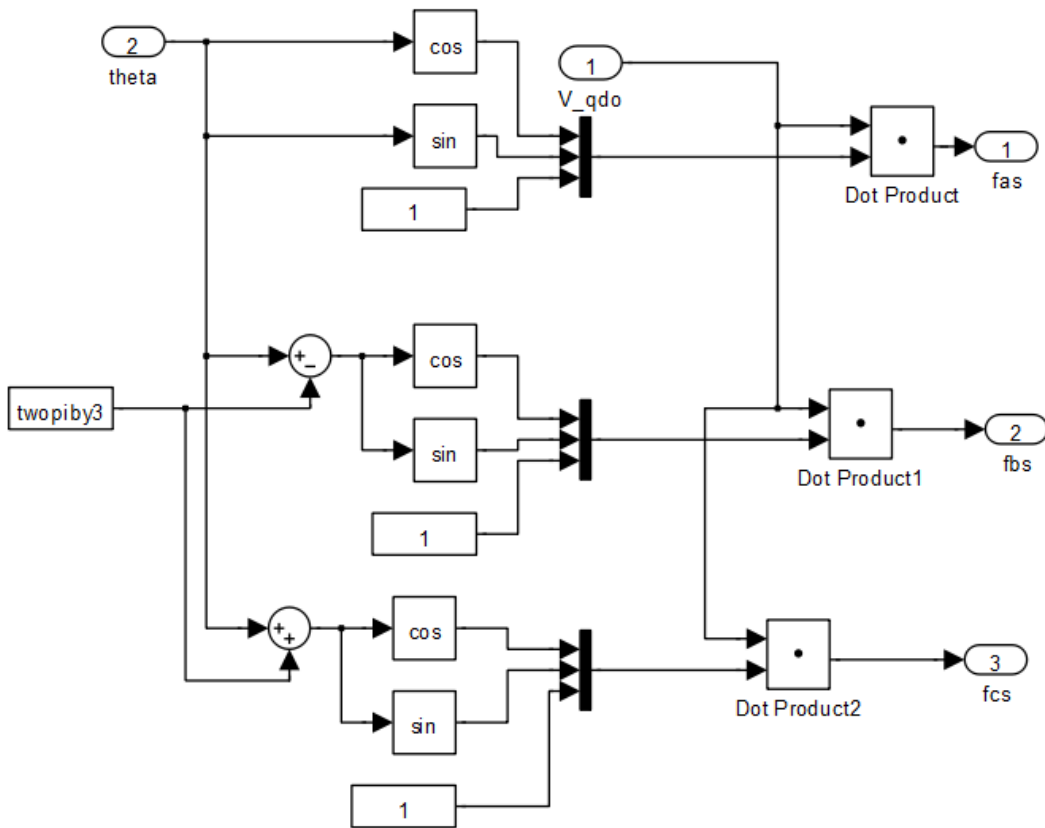 2
theta
cos
sin
1
1
V_qdo
Dot Product
1
fas
twopiby3
+
−
cos
sin
1
Dot Product1
2
fbs
+
+
cos
sin
1
Dot Product2
3
fcs